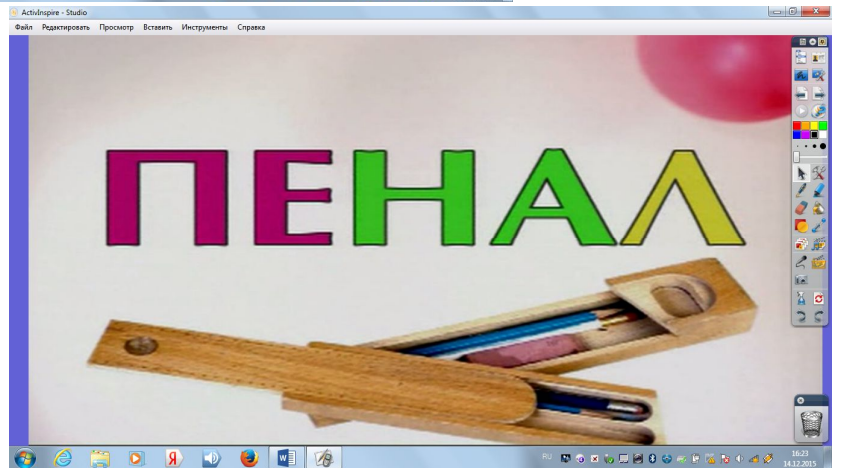 ActivInspire - Studio
Файл Редактировать Просмотр Вставить Инструменты Справка
ПЕНАЛ
RU
16:23
14.12.2015